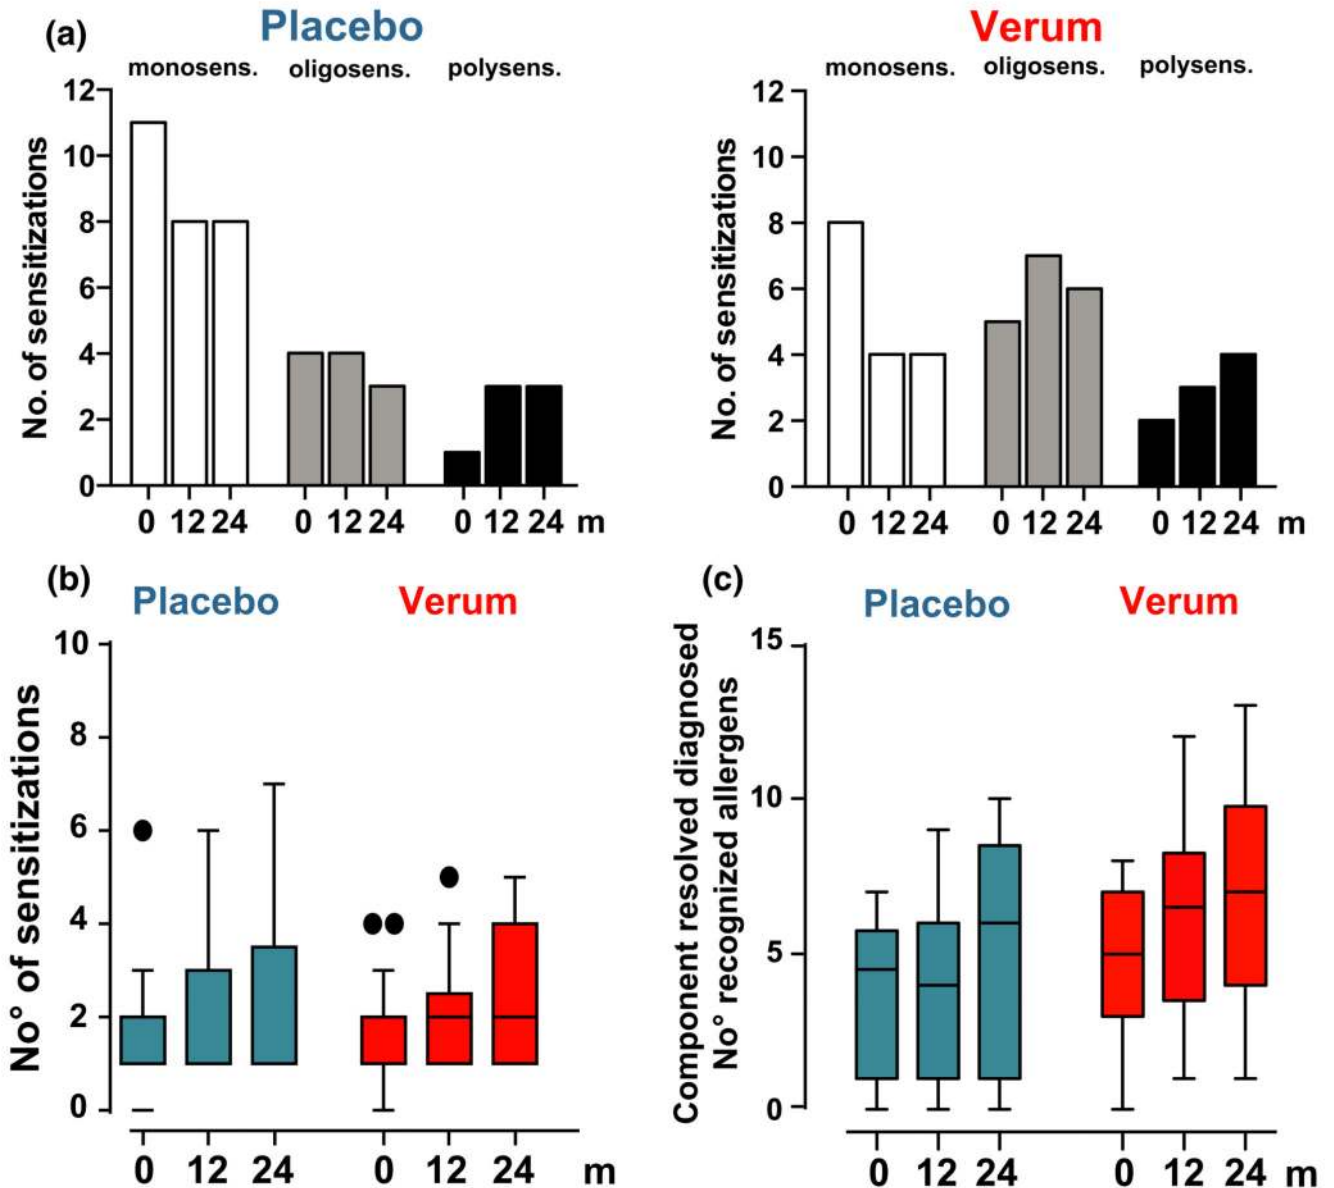 (a)
Placebo
Verum
monosens. oligosens. polysens.
monosens. oligosens. polysens.
No. of sensitizations
12
10
8
6
4
2
0
0 12 24 0 12 24 0 12 24 m
No. of sensitizations
12
10
8
6
4
2
0
0 12 24 0 12 24 0 12 24 m
(b)
Placebo Verum
No° of sensitizations
10
8
6
4
2
0
0 12 24 0 12 24 m
(c)
Placebo Verum
Component resolved diagnosed
No° recognized allergens
15
10
5
0
0 12 24 0 12 24 m